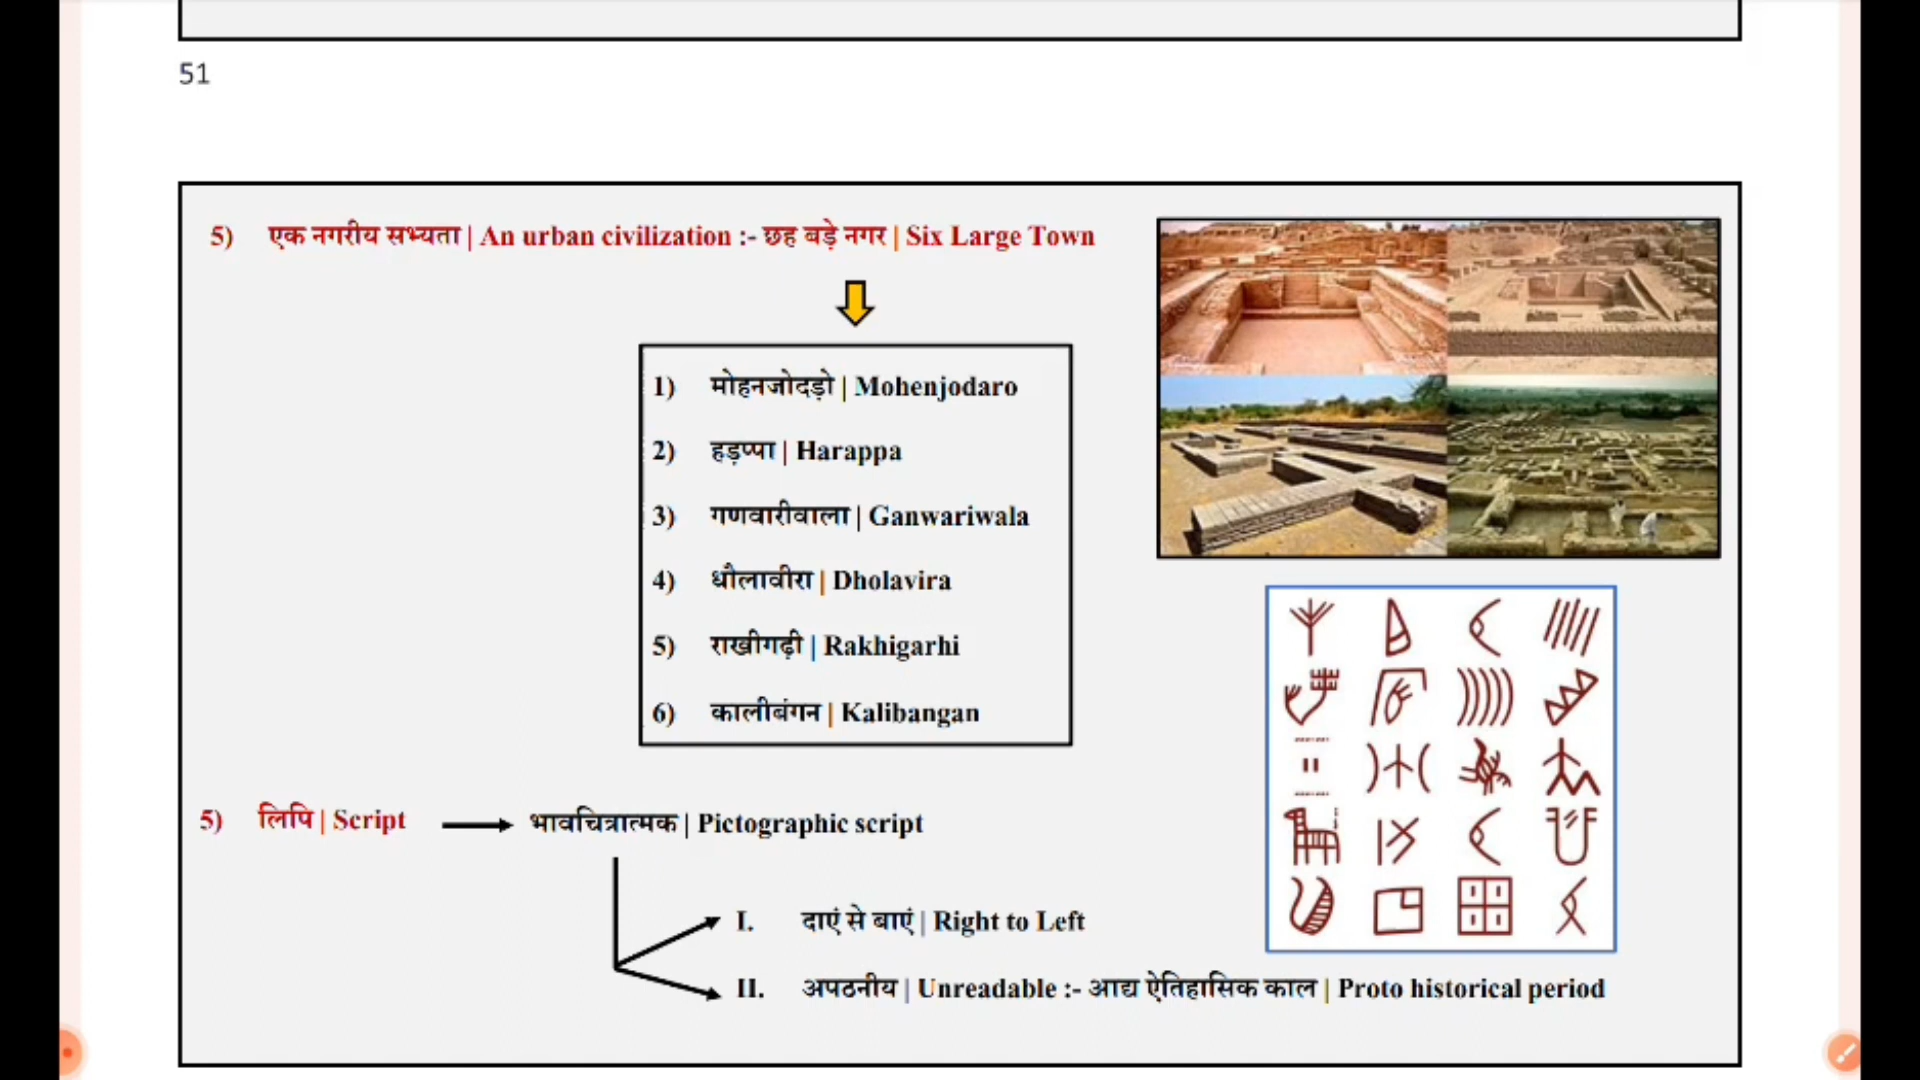 51
5) एक नगरीय सभ्यता | An urban civilization :- छह बड़े नगर | Six Large Town
1) मोहनजोदड़ो | Mohenjodaro
2) हड़प्पा | Harappa
3) गणवारीवाला | Ganwariwala
4) धौलावीरा | Dholavira
5) राखीगढ़ी | Rakhigarhi
6) कालीबंगन | Kalibangan
5) लिपि | Script
भावचित्रात्मक | Pictographic script
I. दाएं से बाएं | Right to Left
II. अपठनीय | Unreadable :- आद्य ऐतिहासिक काल | Proto historical period